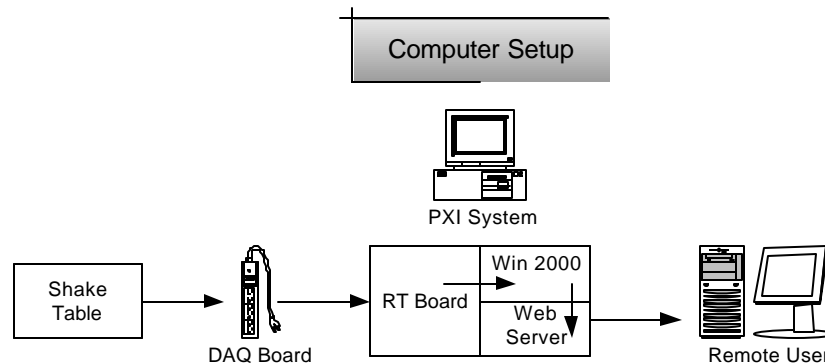 Computer Setup
PXI System
Shake
Table
DAQ Board
RT Board
Win 2000
Web
Server
Remote User